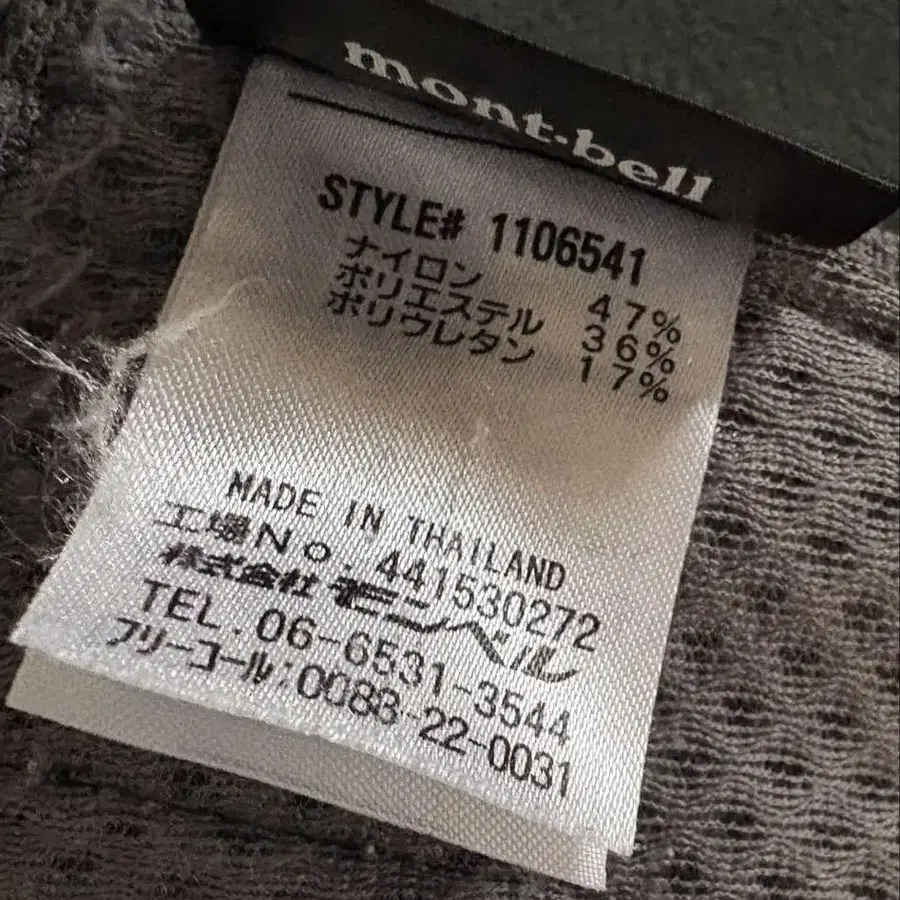 mont-bell
STYLE# 1106541
ナイロン 47%
ポリエステル 36%
ポリウレタン 17%
MADE IN THAILAND
工場No. 441530272
株式会社 モンベル
TEL. 06-6531-3544
フリーコール:0088-22-0031